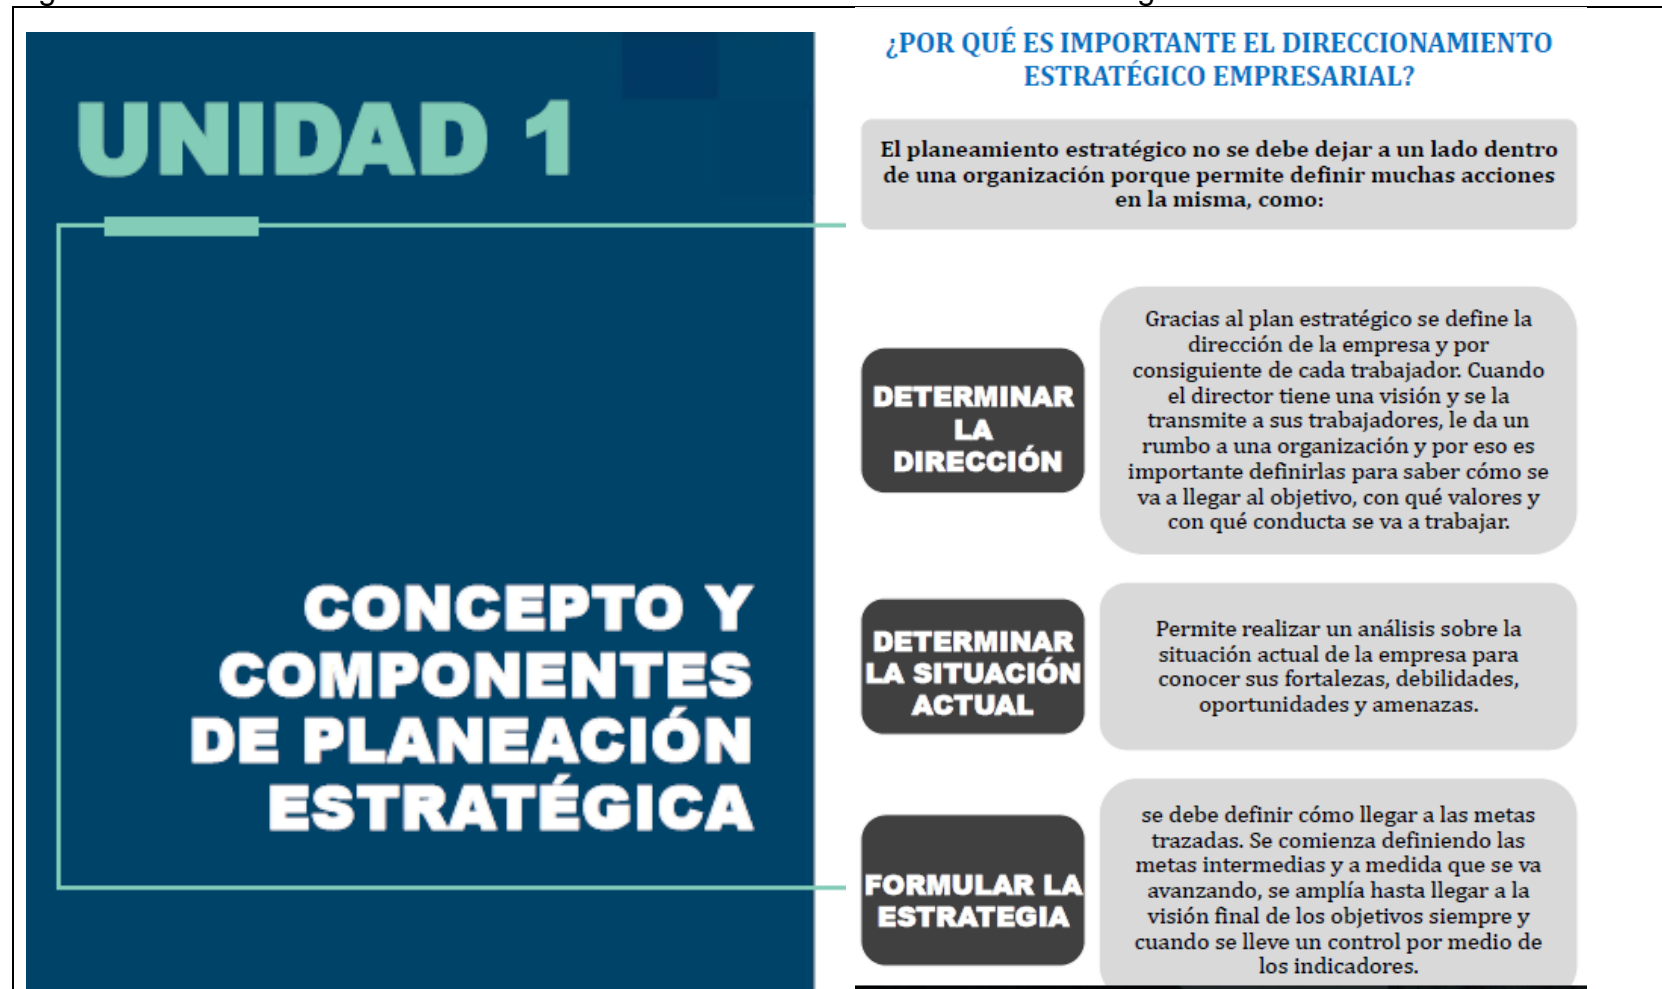 UNIDAD 1
CONCEPTO Y
COMPONENTES
DE PLANEACIÓN
ESTRATÉGICA
¿POR QUÉ ES IMPORTANTE EL DIRECCIONAMIENTO
ESTRATÉGICO EMPRESARIAL?
El planeamiento estratégico no se debe dejar a un lado dentro
de una organización porque permite definir muchas acciones
en la misma, como:
DETERMINAR
LA
DIRECCIÓN
Gracias al plan estratégico se define la
dirección de la empresa y por
consiguiente de cada trabajador. Cuando
el director tiene una visión y se la
transmite a sus trabajadores, le da un
rumbo a una organización y por eso es
importante definirlas para saber cómo se
va a llegar al objetivo, con qué valores y
con qué conducta se va a trabajar.
DETERMINAR
LA SITUACIÓN
ACTUAL
Permite realizar un análisis sobre la
situación actual de la empresa para
conocer sus fortalezas, debilidades,
oportunidades y amenazas.
FORMULAR LA
ESTRATEGIA
se debe definir cómo llegar a las metas
trazadas. Se comienza definiendo las
metas intermedias y a medida que se va
avanzando, se amplía hasta llegar a la
visión final de los objetivos siempre y
cuando se lleve un control por medio de
los indicadores.